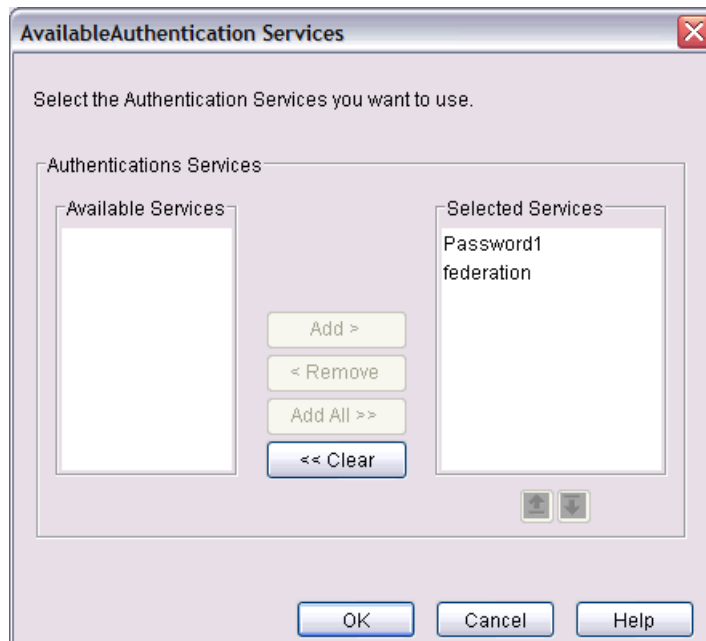 AvailableAuthentication Services
Select the Authentication Services you want to use.
Authentications Services
Available Services
Selected Services
Password1
federation
Add >
< Remove
Add All >>
<< Clear
OK
Cancel
Help